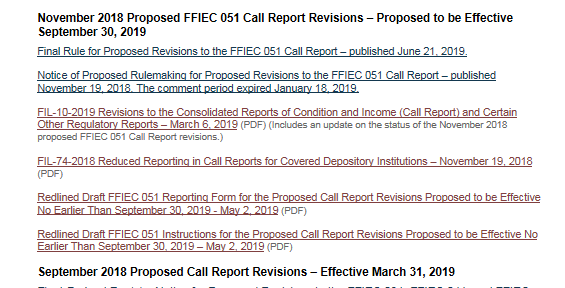 November 2018 Proposed FFIEC 051 Call Report Revisions – Proposed to be Effective
September 30, 2019
Final Rule for Proposed Revisions to the FFIEC 051 Call Report – published June 21, 2019.
Notice of Proposed Rulemaking for Proposed Revisions to the FFIEC 051 Call Report – published
November 19, 2018. The comment period expired January 18, 2019.
FIL-10-2019 Revisions to the Consolidated Reports of Condition and Income (Call Report) and Certain
Other Regulatory Reports – March 6, 2019 (PDF) (Includes an update on the status of the November 2018
proposed FFIEC 051 Call Report revisions.)
FIL-74-2018 Reduced Reporting in Call Reports for Covered Depository Institutions – November 19, 2018
(PDF)
Redlined Draft FFIEC 051 Reporting Form for the Proposed Call Report Revisions Proposed to be Effective
No Earlier Than September 30, 2019 - May 2, 2019 (PDF)
Redlined Draft FFIEC 051 Instructions for the Proposed Call Report Revisions Proposed to be Effective No
Earlier Than September 30, 2019 – May 2, 2019 (PDF)
September 2018 Proposed Call Report Revisions – Effective March 31, 2019